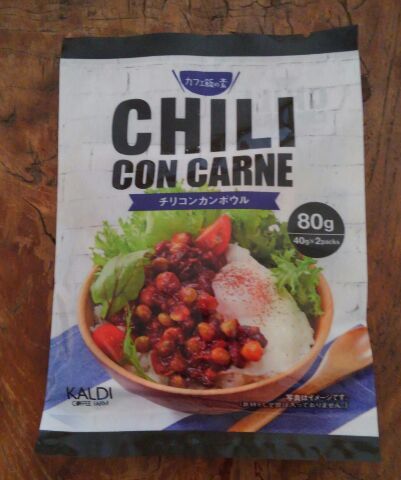 カフェ飯の素
CHILI
CON CARNE
チリコンカンボウル
80g
40g×2packs
KALDI
COFFEE FARM
写真はイメージです。